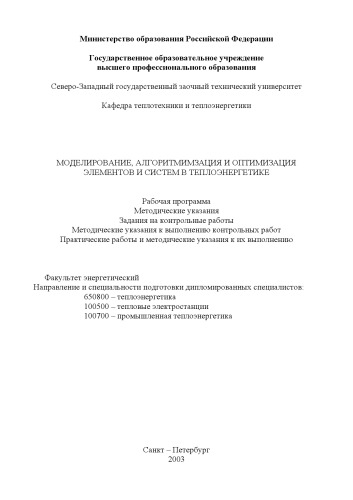 Министерство образования Российской Федерации
Государственное образовательное учреждение
высшего профессионального образования
Северо-Западный государственный заочный технический университет
Кафедра теплотехники и теплоэнергетики
МОДЕЛИРОВАНИЕ, АЛГОРИТМИМЗАЦИЯ И ОПТИМИЗАЦИЯ
ЭЛЕМЕНТОВ И СИСТЕМ В ТЕПЛОЭНЕРГЕТИКЕ
Рабочая программа
Методические указания
Задания на контрольные работы
Методические указания к выполнению контрольных работ
Практические работы и методические указания к их выполнению
Факультет энергетический
Направление и специальности подготовки дипломированных специалистов:
650800 – теплоэнергетика
100500 – тепловые электростанции
100700 – промышленная теплоэнергетика
Санкт – Петербург
2003